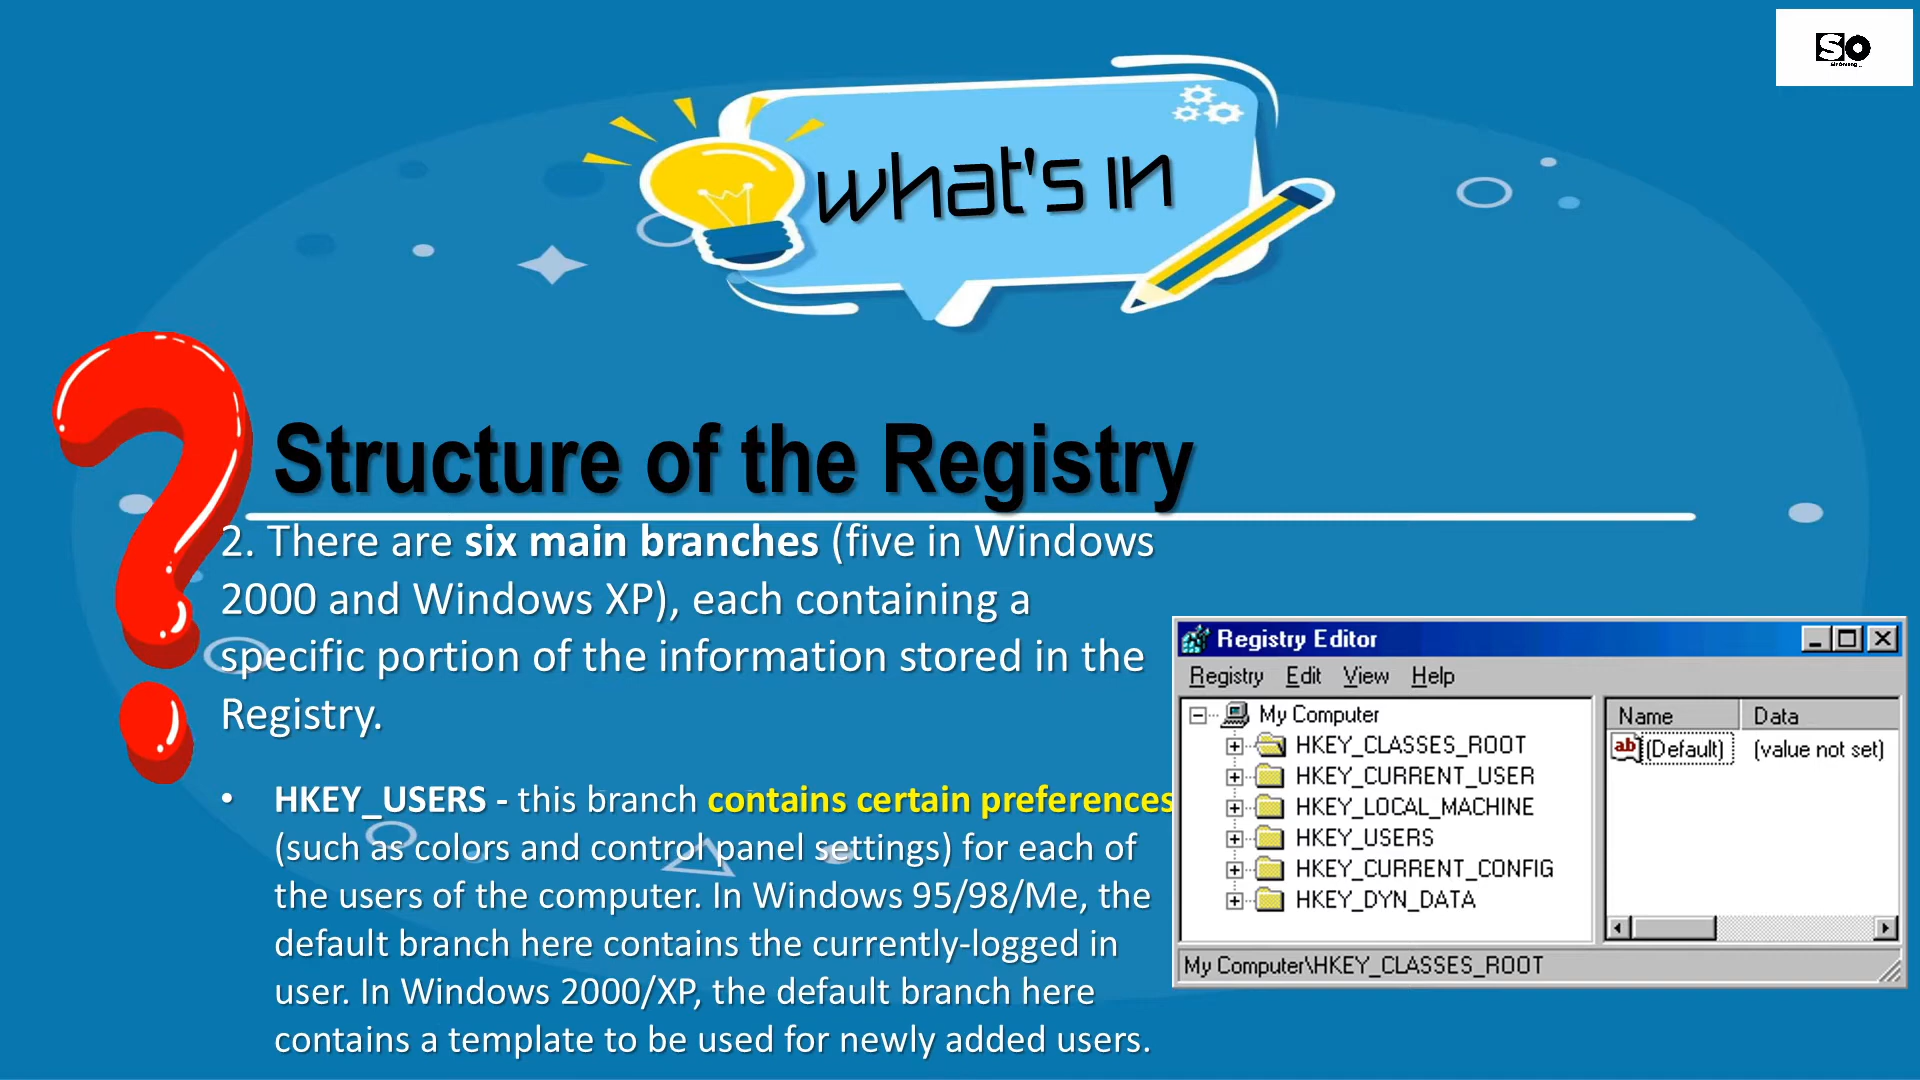 SO
what's in
Structure of the Registry
2. There are six main branches (five in Windows
2000 and Windows XP), each containing a
specific portion of the information stored in the
Registry.
• HKEY_USERS - this branch contains certain preferences
(such as colors and control panel settings) for each of
the users of the computer. In Windows 95/98/Me, the
default branch here contains the currently-logged in
user. In Windows 2000/XP, the default branch here
contains a template to be used for newly added users.
Registry Editor
Registry Edit View Help
My Computer
HKEY_CLASSES_ROOT
HKEY_CURRENT_USER
HKEY_LOCAL_MACHINE
HKEY_USERS
HKEY_CURRENT_CONFIG
HKEY_DYN_DATA
Name Data
ab (Default) (value not set)
My Computer\HKEY_CLASSES_ROOT